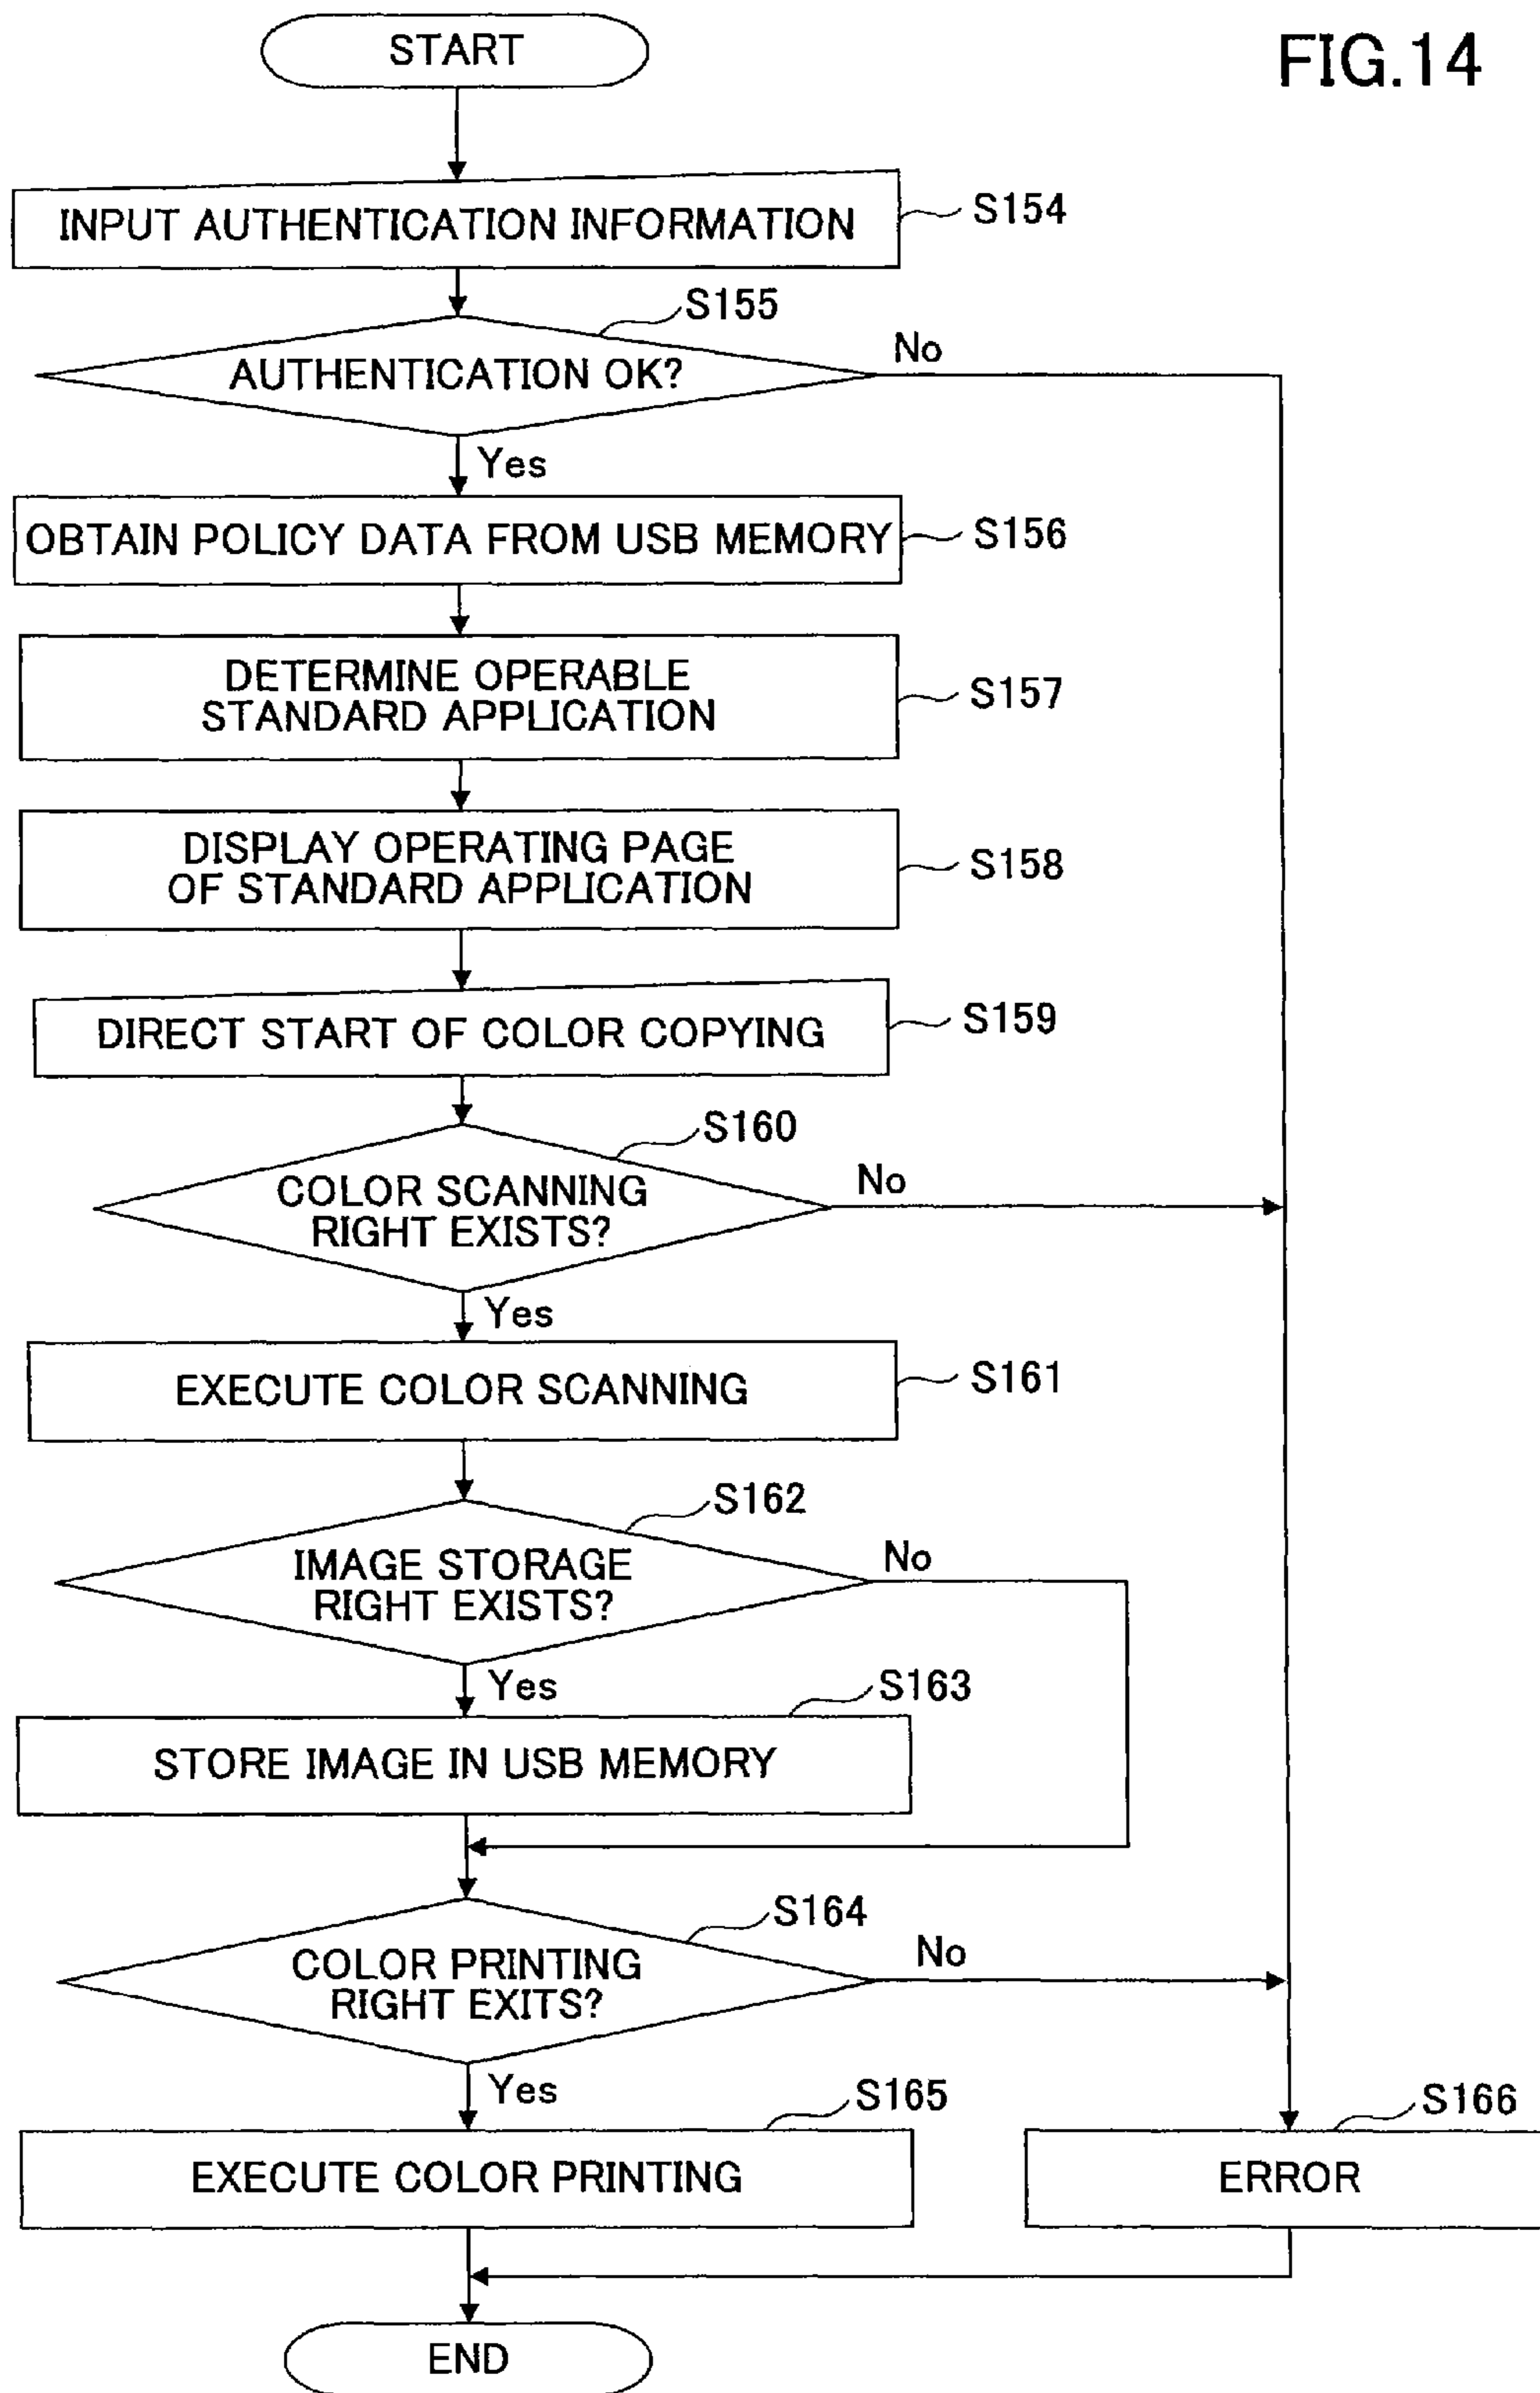 FIG.14
START
INPUT AUTHENTICATION INFORMATION
S154
S155
AUTHENTICATION OK?
No
Yes
OBTAIN POLICY DATA FROM USB MEMORY
S156
DETERMINE OPERABLE
STANDARD APPLICATION
S157
DISPLAY OPERATING PAGE
OF STANDARD APPLICATION
S158
DIRECT START OF COLOR COPYING
S159
S160
COLOR SCANNING
RIGHT EXISTS?
No
Yes
EXECUTE COLOR SCANNING
S161
S162
IMAGE STORAGE
RIGHT EXISTS?
No
Yes
S163
STORE IMAGE IN USB MEMORY
S164
COLOR PRINTING
RIGHT EXITS?
No
Yes
S165
EXECUTE COLOR PRINTING
S166
ERROR
END